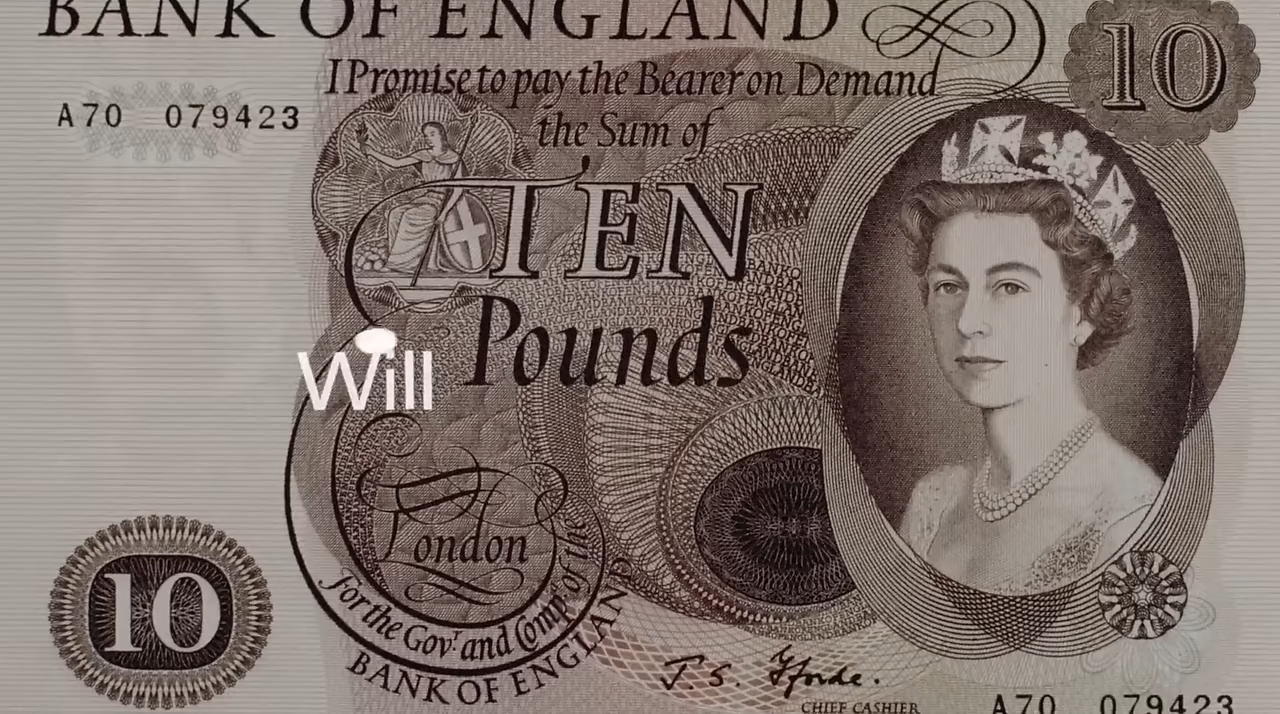 BANK OF ENGLAND
10
I Promise to pay the Bearer on Demand
A70 079423
the Sum of
TEN
Pounds
Will
London
for the Govr. and Compa. of the
BANK OF ENGLAND
10
J. S. Fforde.
CHIEF CASHIER
A70 079423